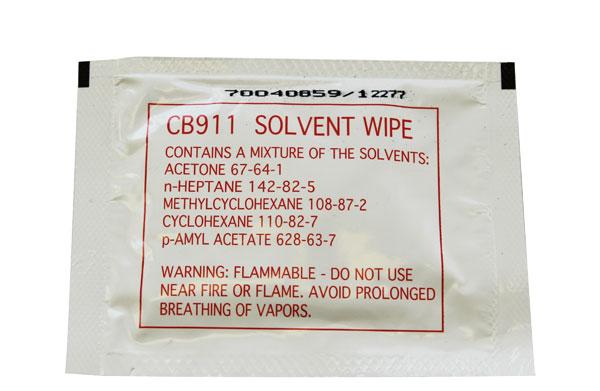 70040859/12277
CB911 SOLVENT WIPE
CONTAINS A MIXTURE OF THE SOLVENTS:
ACETONE 67-64-1
n-HEPTANE 142-82-5
METHYLCYCLOHEXANE 108-87-2
CYCLOHEXANE 110-82-7
p-AMYL ACETATE 628-63-7
WARNING: FLAMMABLE - DO NOT USE
NEAR FIRE OR FLAME. AVOID PROLONGED
BREATHING OF VAPORS.